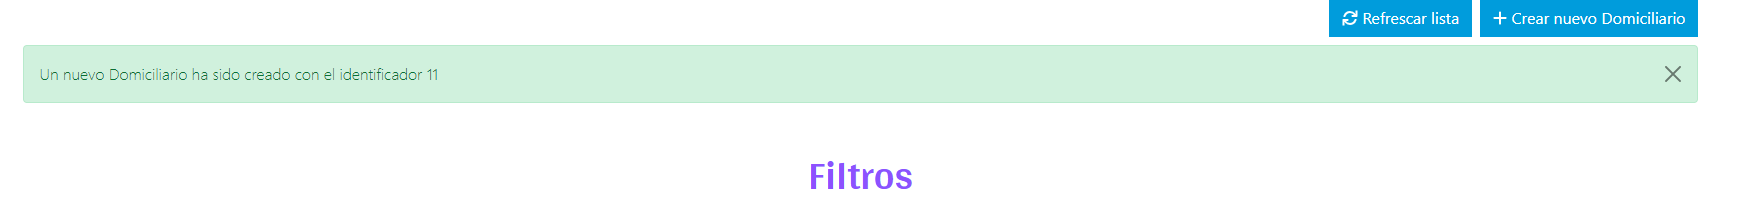 Refrescar lista
Crear nuevo Domiciliario
Un nuevo Domiciliario ha sido creado con el identificador 11
Filtros